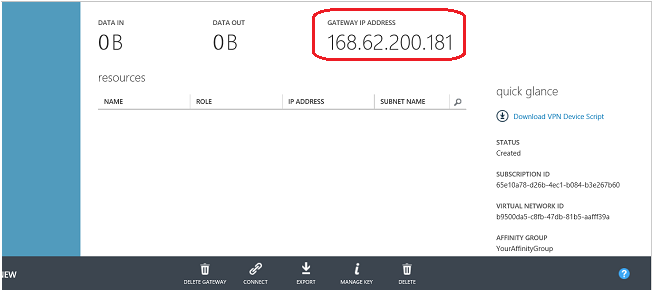 DATA IN
DATA OUT
GATEWAY IP ADDRESS
0 B
0 B
168.62.200.181
resources
quick glance
NAME ROLE IP ADDRESS SUBNET NAME
Download VPN Device Script
STATUS
Created
SUBSCRIPTION ID
65e10a78-d26b-4ec1-b084-b3e267b60
VIRTUAL NETWORK ID
b9500da5-c8fb-47db-81b5-aafff39a
AFFINITY GROUP
YourAffinityGroup
NEW
DELETE GATEWAY CONNECT EXPORT MANAGE KEY DELETE
?